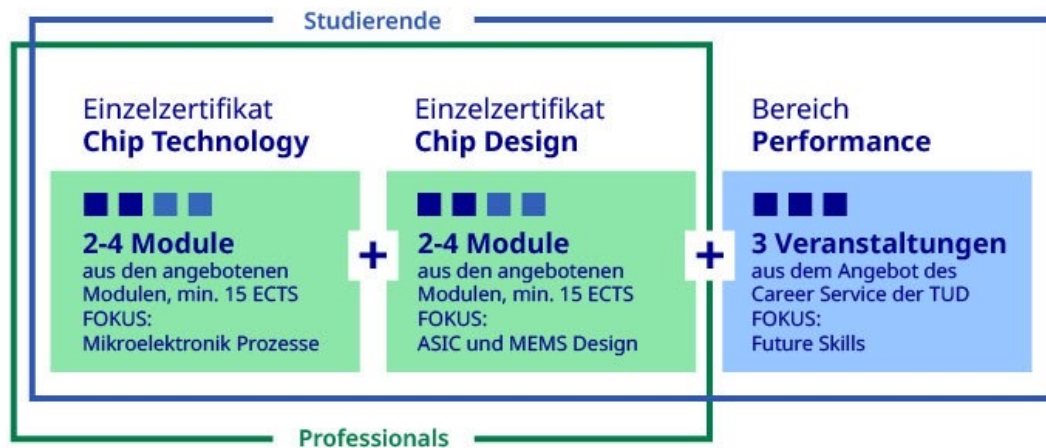 Studierende
Einzelzertifikat
Chip Technology
2-4 Module
aus den angebotenen
Modulen, min. 15 ECTS
FOKUS:
Mikroelektronik Prozesse
+
Einzelzertifikat
Chip Design
2-4 Module
aus den angebotenen
Modulen, min. 15 ECTS
FOKUS:
ASIC und MEMS Design
+
Bereich
Performance
3 Veranstaltungen
aus dem Angebot des
Career Service der TUD
FOKUS:
Future Skills
Professionals